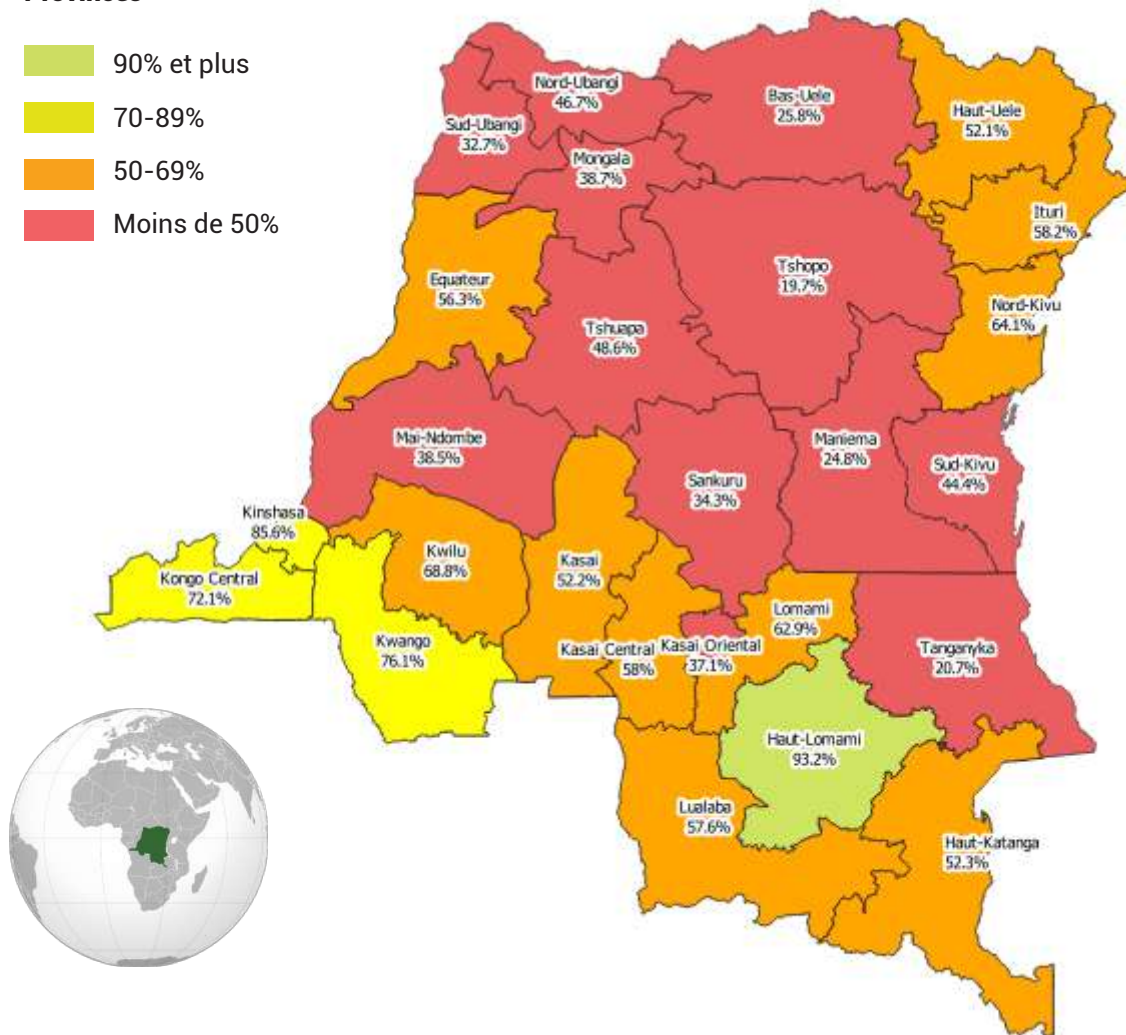 90% et plus
70-89%
50-69%
Moins de 50%
Nord-Ubangi
46.7%
Bas-Uele
25.8%
Haut-Uele
52.1%
Sud-Ubangi
32.7%
Mongala
38.7%
Ituri
58.2%
Equateur
56.3%
Tshopo
19.7%
Nord-Kivu
64.1%
Tshuapa
48.6%
Mai-Ndombe
38.5%
Maniema
24.8%
Sud-Kivu
44.4%
Sankuru
34.3%
Kinshasa
85.6%
Kwilu
68.8%
Kasai
52.2%
Kongo Central
72.1%
Lomami
62.9%
Kwango
76.1%
Kasai Central
58%
Kasai Oriental
37.1%
Tanganyka
20.7%
Haut-Lomami
93.2%
Lualaba
57.6%
Haut-Katanga
52.3%